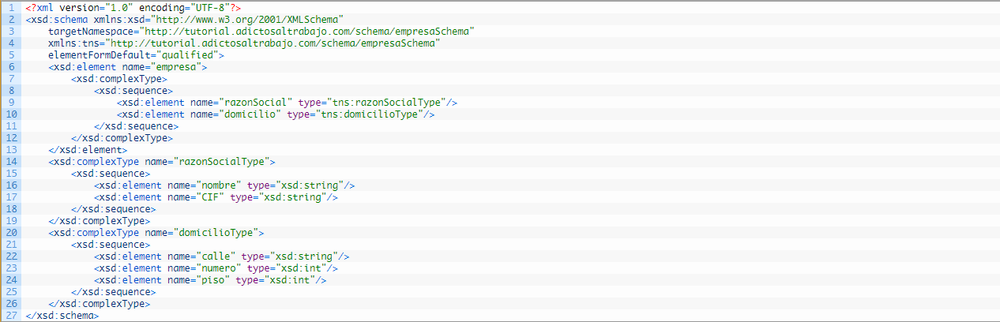 1 <?xml version="1.0" encoding="UTF-8"?>
2 <xsd:schema xmlns:xsd="http://www.w3.org/2001/XMLSchema"
3     targetNamespace="http://tutorial.adictosaltrabajo.com/schema/empresaSchema"
4     xmlns:tns="http://tutorial.adictosaltrabajo.com/schema/empresaSchema"
5     elementFormDefault="qualified">
6     <xsd:element name="empresa">
7         <xsd:complexType>
8             <xsd:sequence>
9                 <xsd:element name="razonSocial" type="tns:razonSocialType"/>
10                 <xsd:element name="domicilio" type="tns:domicilioType"/>
11             </xsd:sequence>
12         </xsd:complexType>
13     </xsd:element>
14     <xsd:complexType name="razonSocialType">
15         <xsd:sequence>
16             <xsd:element name="nombre" type="xsd:string"/>
17             <xsd:element name="CIF" type="xsd:string"/>
18         </xsd:sequence>
19     </xsd:complexType>
20     <xsd:complexType name="domicilioType">
21         <xsd:sequence>
22             <xsd:element name="calle" type="xsd:string"/>
23             <xsd:element name="numero" type="xsd:int"/>
24             <xsd:element name="piso" type="xsd:int"/>
25         </xsd:sequence>
26     </xsd:complexType>
27 </xsd:schema>